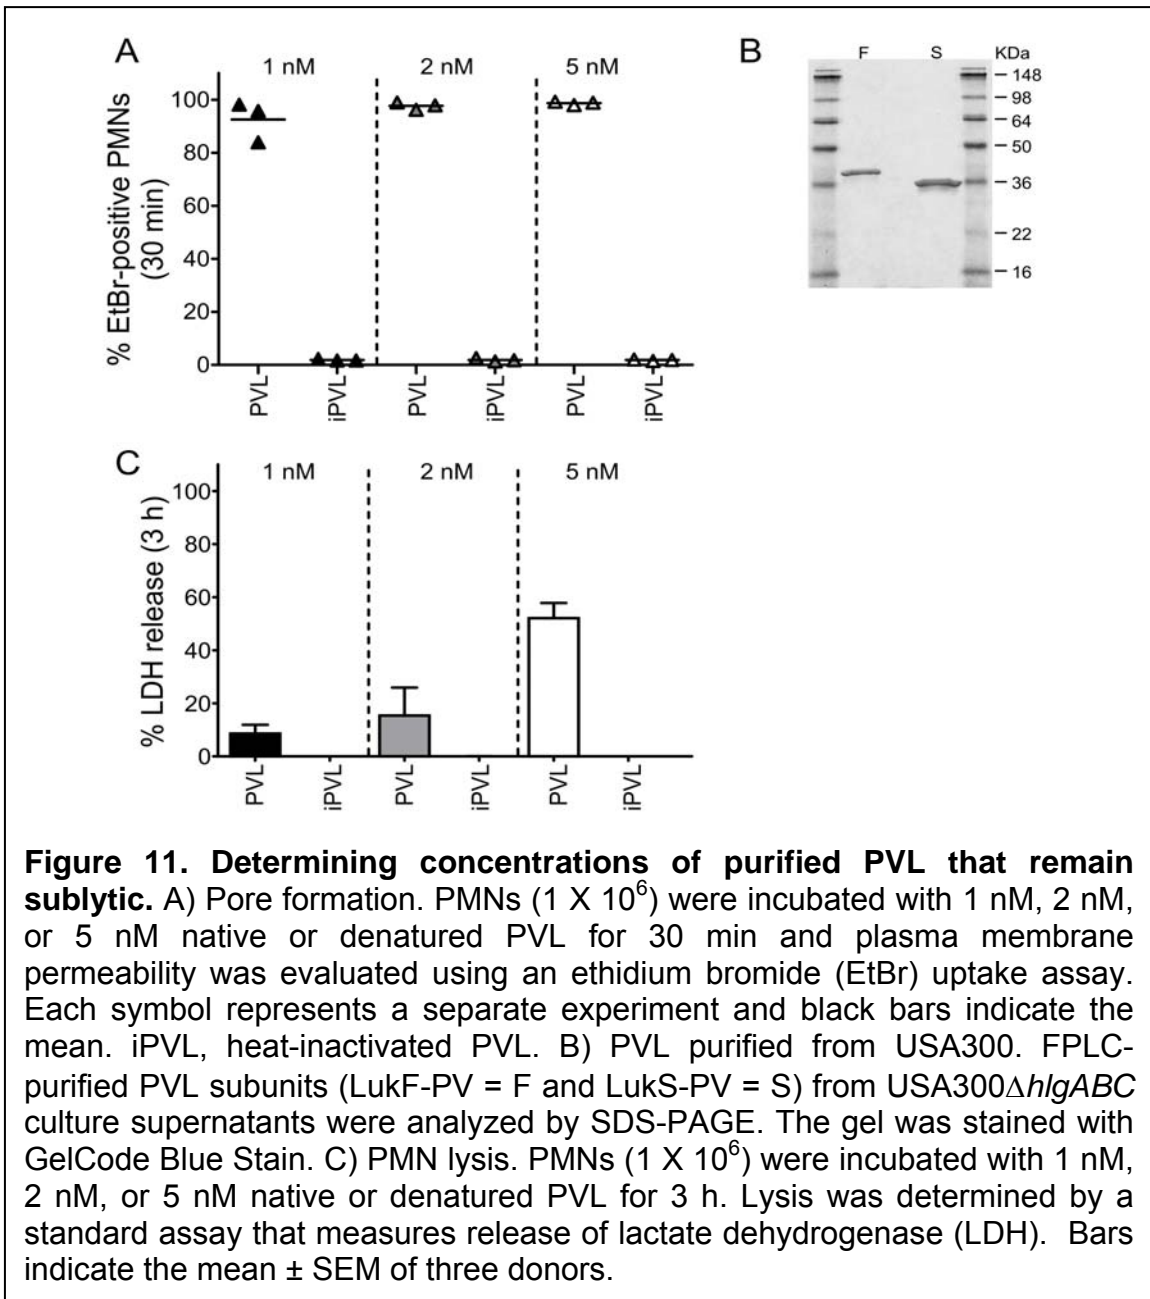 A
1 nM 2 nM 5 nM
% EtBr-positive PMNs
(30 min)
100
80
60
40
20
0
PVL iPVL PVL iPVL PVL iPVL
B
F S KDa
148
98
64
50
36
22
16
C
1 nM 2 nM 5 nM
% LDH release (3 h)
100
80
60
40
20
0
PVL iPVL PVL iPVL PVL iPVL
Figure 11. Determining concentrations of purified PVL that remain
sublytic. A) Pore formation. PMNs (1 X 10⁶) were incubated with 1 nM, 2 nM,
or 5 nM native or denatured PVL for 30 min and plasma membrane
permeability was evaluated using an ethidium bromide (EtBr) uptake assay.
Each symbol represents a separate experiment and black bars indicate the
mean. iPVL, heat-inactivated PVL. B) PVL purified from USA300. FPLC-
purified PVL subunits (LukF-PV = F and LukS-PV = S) from USA300ΔhlgABC
culture supernatants were analyzed by SDS-PAGE. The gel was stained with
GelCode Blue Stain. C) PMN lysis. PMNs (1 X 10⁶) were incubated with 1 nM,
2 nM, or 5 nM native or denatured PVL for 3 h. Lysis was determined by a
standard assay that measures release of lactate dehydrogenase (LDH). Bars
indicate the mean ± SEM of three donors.